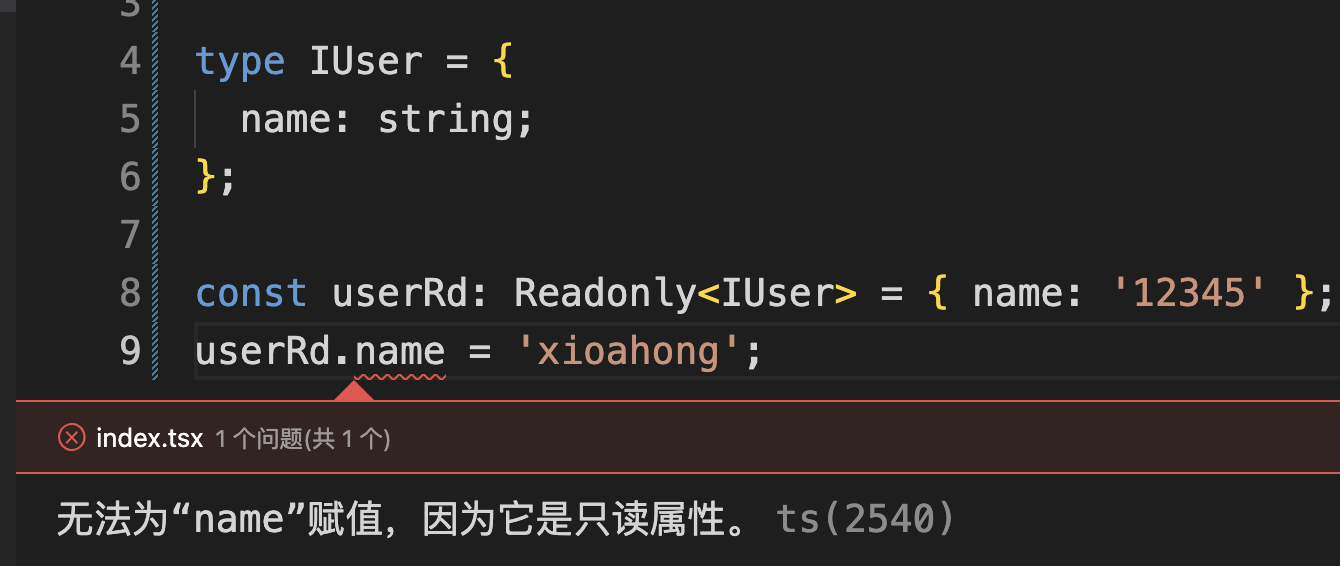 3
4 type IUser = {
5 name: string;
6 };
7
8 const userRd: Readonly<IUser> = { name: '12345' };
9 userRd.name = 'xioahong';
index.tsx 1 个问题(共 1 个)
无法为“name”赋值，因为它是只读属性。 ts(2540)